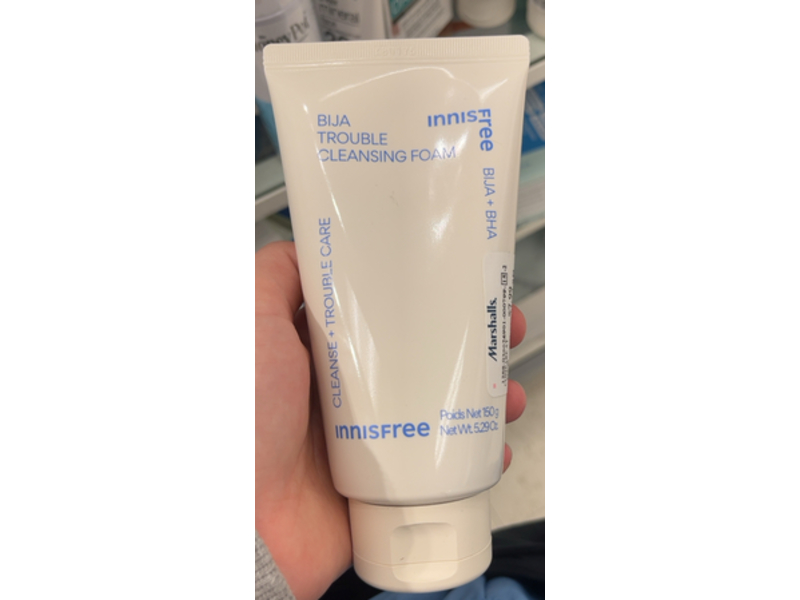 BIJA
TROUBLE
CLEANSING FOAM
INNISFree
BIJA + BHA
CLEANSE + TROUBLE CARE
Marshalls.
INNISFree
Poids Net 150 g
Net Wt. 5.29 Oz